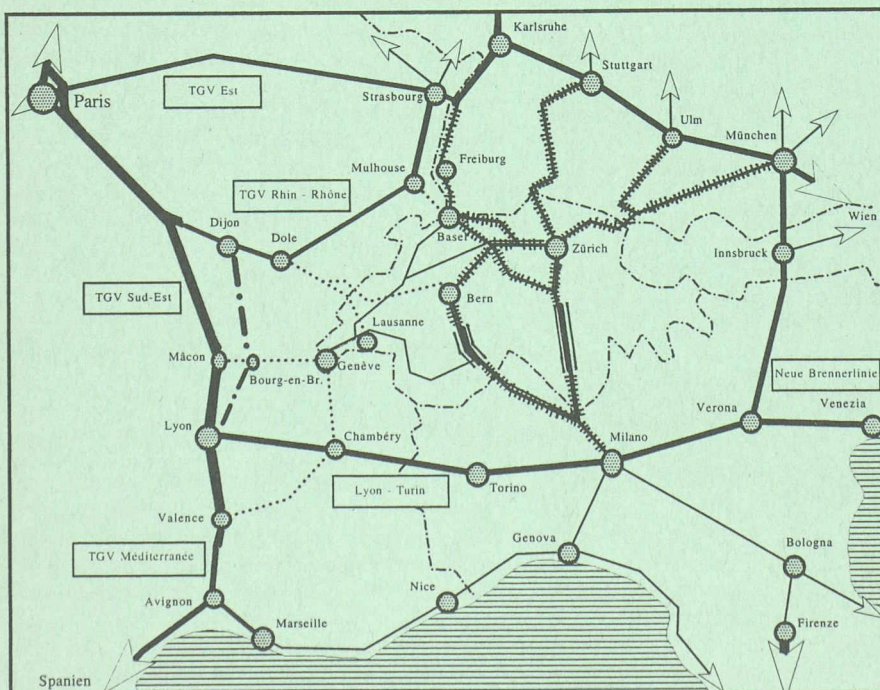 Karlsruhe
Stuttgart
Paris
TGV Est
Strasbourg
Ulm
München
Freiburg
Mulhouse
TGV Rhin - Rhône
Wien
Dijon
Dole
Basel
Zürich
Innsbruck
TGV Sud-Est
Bern
Lausanne
Mâcon
Bourg-en-Br.
Genève
Neue Brennerlinie
Verona
Venezia
Lyon
Chambéry
Milano
Torino
Lyon - Turin
Valence
Genova
Bologna
TGV Méditerranée
Nice
Avignon
Marseille
Firenze
Spanien